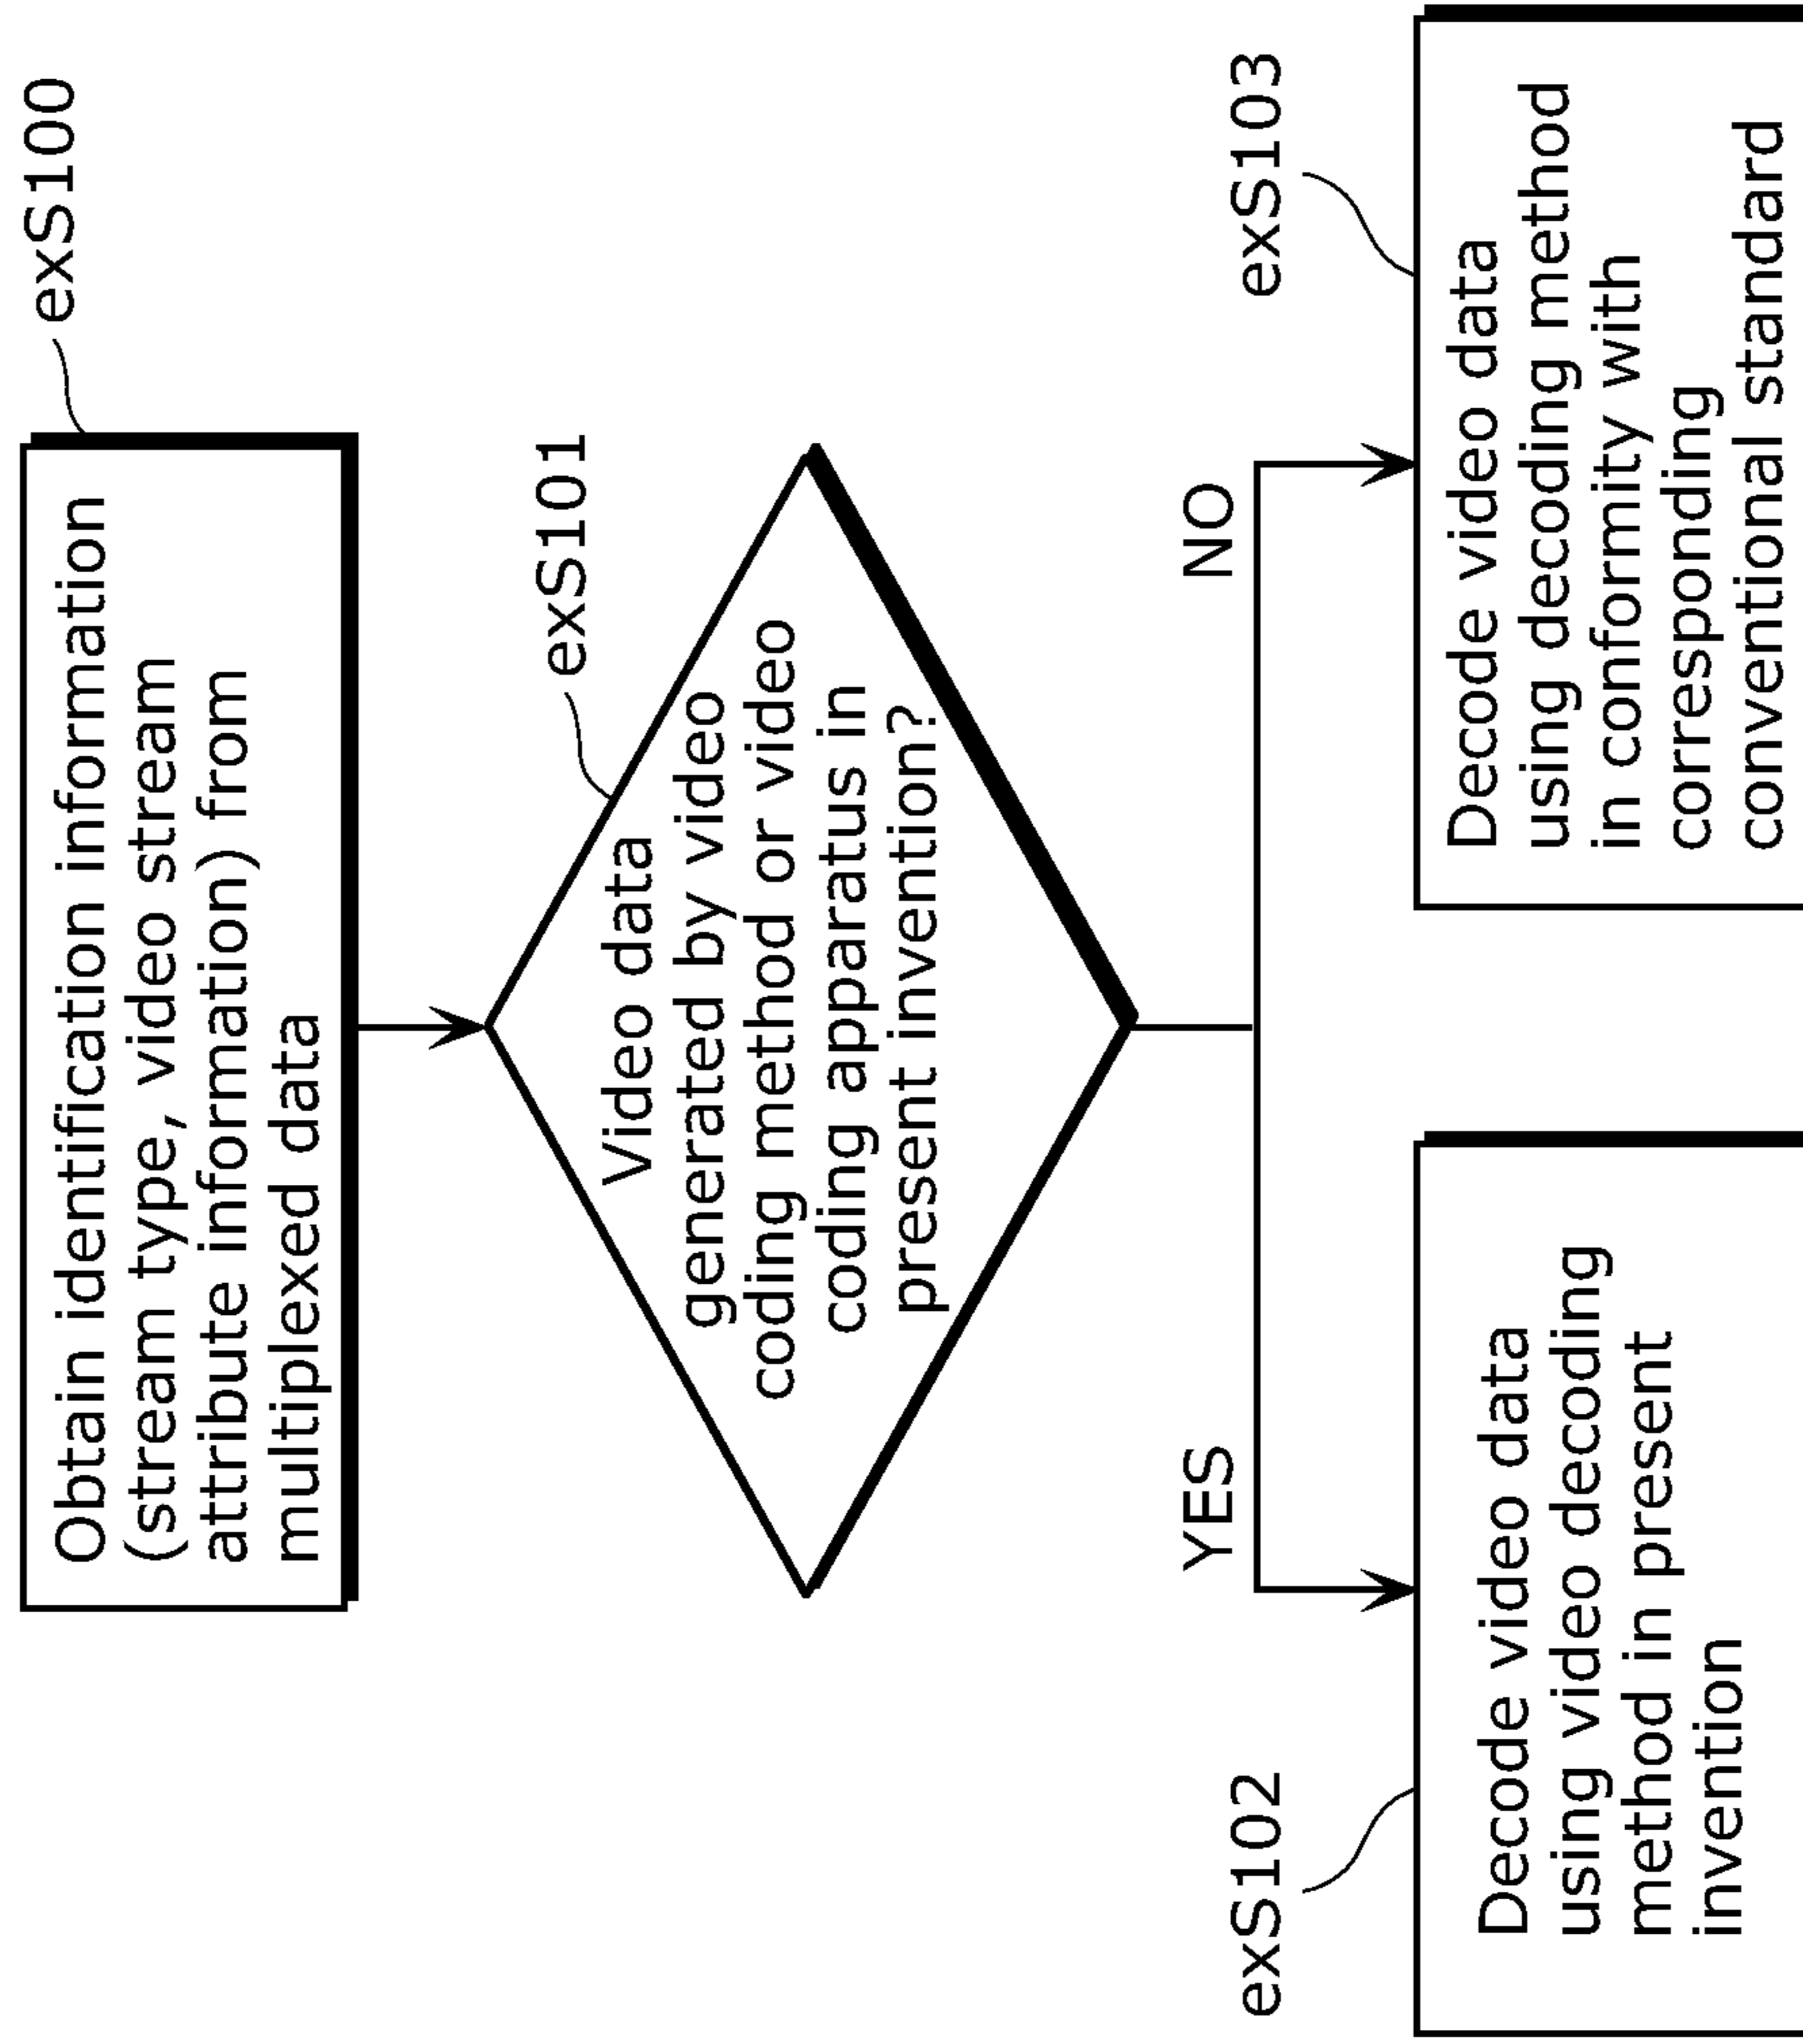 exS100
Obtain identification information
(stream type, video stream
attribute information) from
multiplexed data
exS101
Video data
generated by video
coding method or video
coding apparatus in
present invention?
YES
NO
exS102
Decode video data
using video decoding
method in present
invention
exS103
Decode video data
using decoding method
in conformity with
corresponding
conventional standard